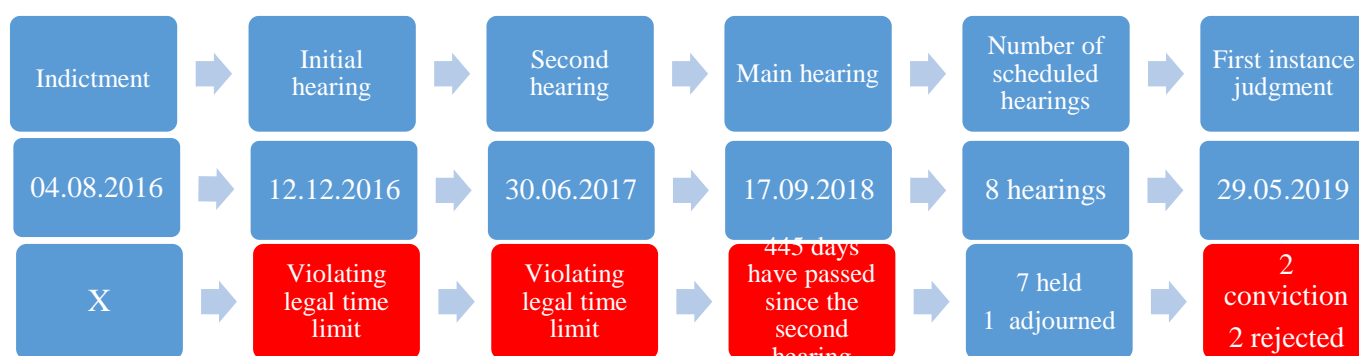 Indictment
Initial
hearing
Second
hearing
Main hearing
Number of
scheduled
hearings
First instance
judgment
04.08.2016
12.12.2016
30.06.2017
17.09.2018
8 hearings
29.05.2019
X
Violating
legal time
limit
Violating
legal time
limit
445 days
have passed
since the
second
hearing
7 held
1 adjourned
2
conviction
2 rejected